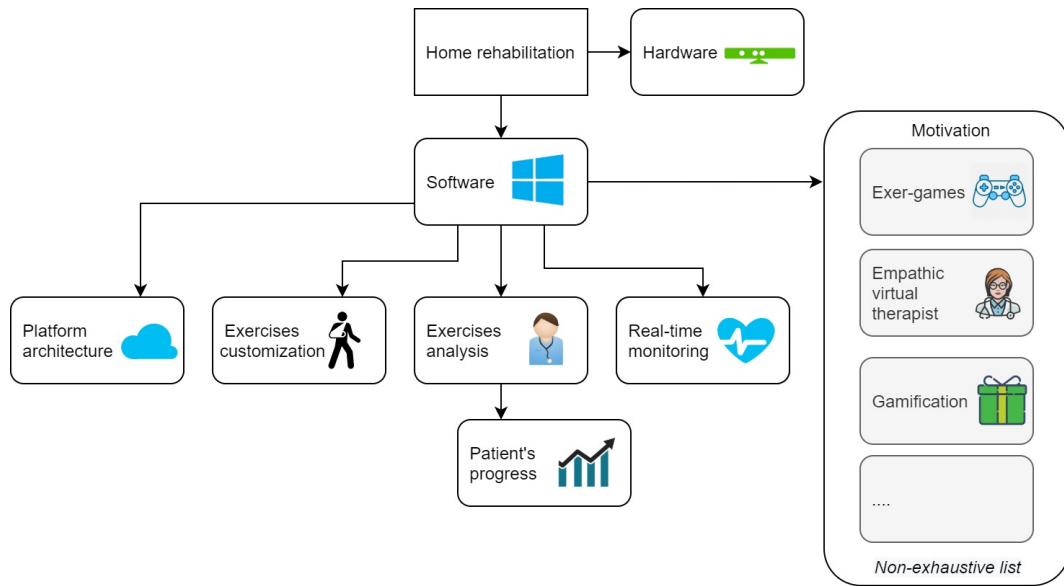 Home rehabilitation
Hardware
Software
Motivation
Exer-games
Empathic
virtual
therapist
Gamification
....
Non-exhaustive list
Platform
architecture
Exercises
customization
Exercises
analysis
Real-time
monitoring
Patient's
progress